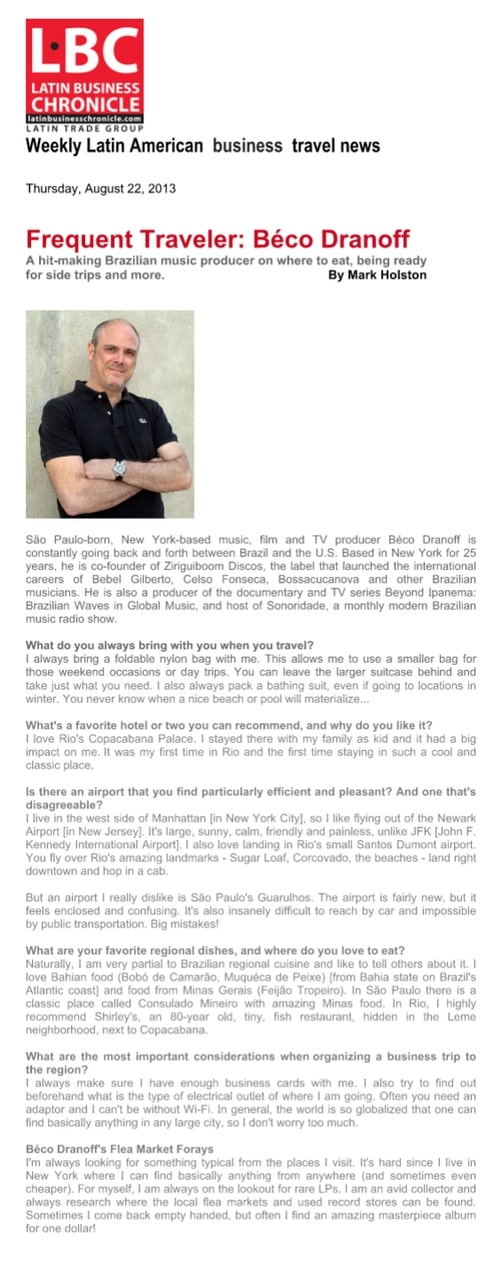 LBC
LATIN BUSINESS
CHRONICLE
latinbusinesschronicle.com
LATIN TRADE GROUP
Weekly Latin American business travel news
Thursday, August 22, 2013
Frequent Traveler: Béco Dranoff
A hit-making Brazilian music producer on where to eat, being ready
for side trips and more. By Mark Holston
São Paulo-born, New York-based music, film and TV producer Béco Dranoff is
constantly going back and forth between Brazil and the U.S. Based in New York for 25
years, he is co-founder of Ziriguiboom Discos, the label that launched the international
careers of Bebel Gilberto, Celso Fonseca, Bossacucanova and other Brazilian
musicians. He is also a producer of the documentary and TV series Beyond Ipanema:
Brazilian Waves in Global Music, and host of Sonoridade, a monthly modern Brazilian
music radio show.
What do you always bring with you when you travel?
I always bring a foldable nylon bag with me. This allows me to use a smaller bag for
those weekend occasions or day trips. You can leave the larger suitcase behind and
take just what you need. I also always pack a bathing suit, even if going to locations in
winter. You never know when a nice beach or pool will materialize...
What's a favorite hotel or two you can recommend, and why do you like it?
I love Rio's Copacabana Palace. I stayed there with my family as kid and it had a big
impact on me. It was my first time in Rio and the first time staying in such a cool and
classic place.
Is there an airport that you find particularly efficient and pleasant? And one that's
disagreeable?
I live in the west side of Manhattan [in New York City], so I like flying out of the Newark
Airport [in New Jersey]. It's large, sunny, calm, friendly and painless, unlike JFK [John F.
Kennedy International Airport]. I also love landing in Rio's small Santos Dumont airport.
You fly over Rio's amazing landmarks - Sugar Loaf, Corcovado, the beaches - land right
downtown and hop in a cab.
But an airport I really dislike is São Paulo's Guarulhos. The airport is fairly new, but it
feels enclosed and confusing. It's also insanely difficult to reach by car and impossible
by public transportation. Big mistakes!
What are your favorite regional dishes, and where do you love to eat?
Naturally, I am very partial to Brazilian regional cuisine and like to tell others about it. I
love Bahian food (Bobó de Camarão, Muquéca de Peixe) [from Bahia state on Brazil's
Atlantic coast] and food from Minas Gerais (Feijão Tropeiro). In São Paulo there is a
classic place called Consulado Mineiro with amazing Minas food. In Rio, I highly
recommend Shirley's, an 80-year old, tiny, fish restaurant, hidden in the Leme
neighborhood, next to Copacabana.
What are the most important considerations when organizing a business trip to
the region?
I always make sure I have enough business cards with me. I also try to find out
beforehand what is the type of electrical outlet of where I am going. Often you need an
adaptor and I can't be without Wi-Fi. In general, the world is so globalized that one can
find basically anything in any large city, so I don't worry too much.
Béco Dranoff's Flea Market Forays
I'm always looking for something typical from the places I visit. It's hard since I live in
New York where I can find basically anything from anywhere (and sometimes even
cheaper). For myself, I am always on the lookout for rare LPs. I am an avid collector and
always research where the local flea markets and used record stores can be found.
Sometimes I come back empty handed, but often I find an amazing masterpiece album
for one dollar!